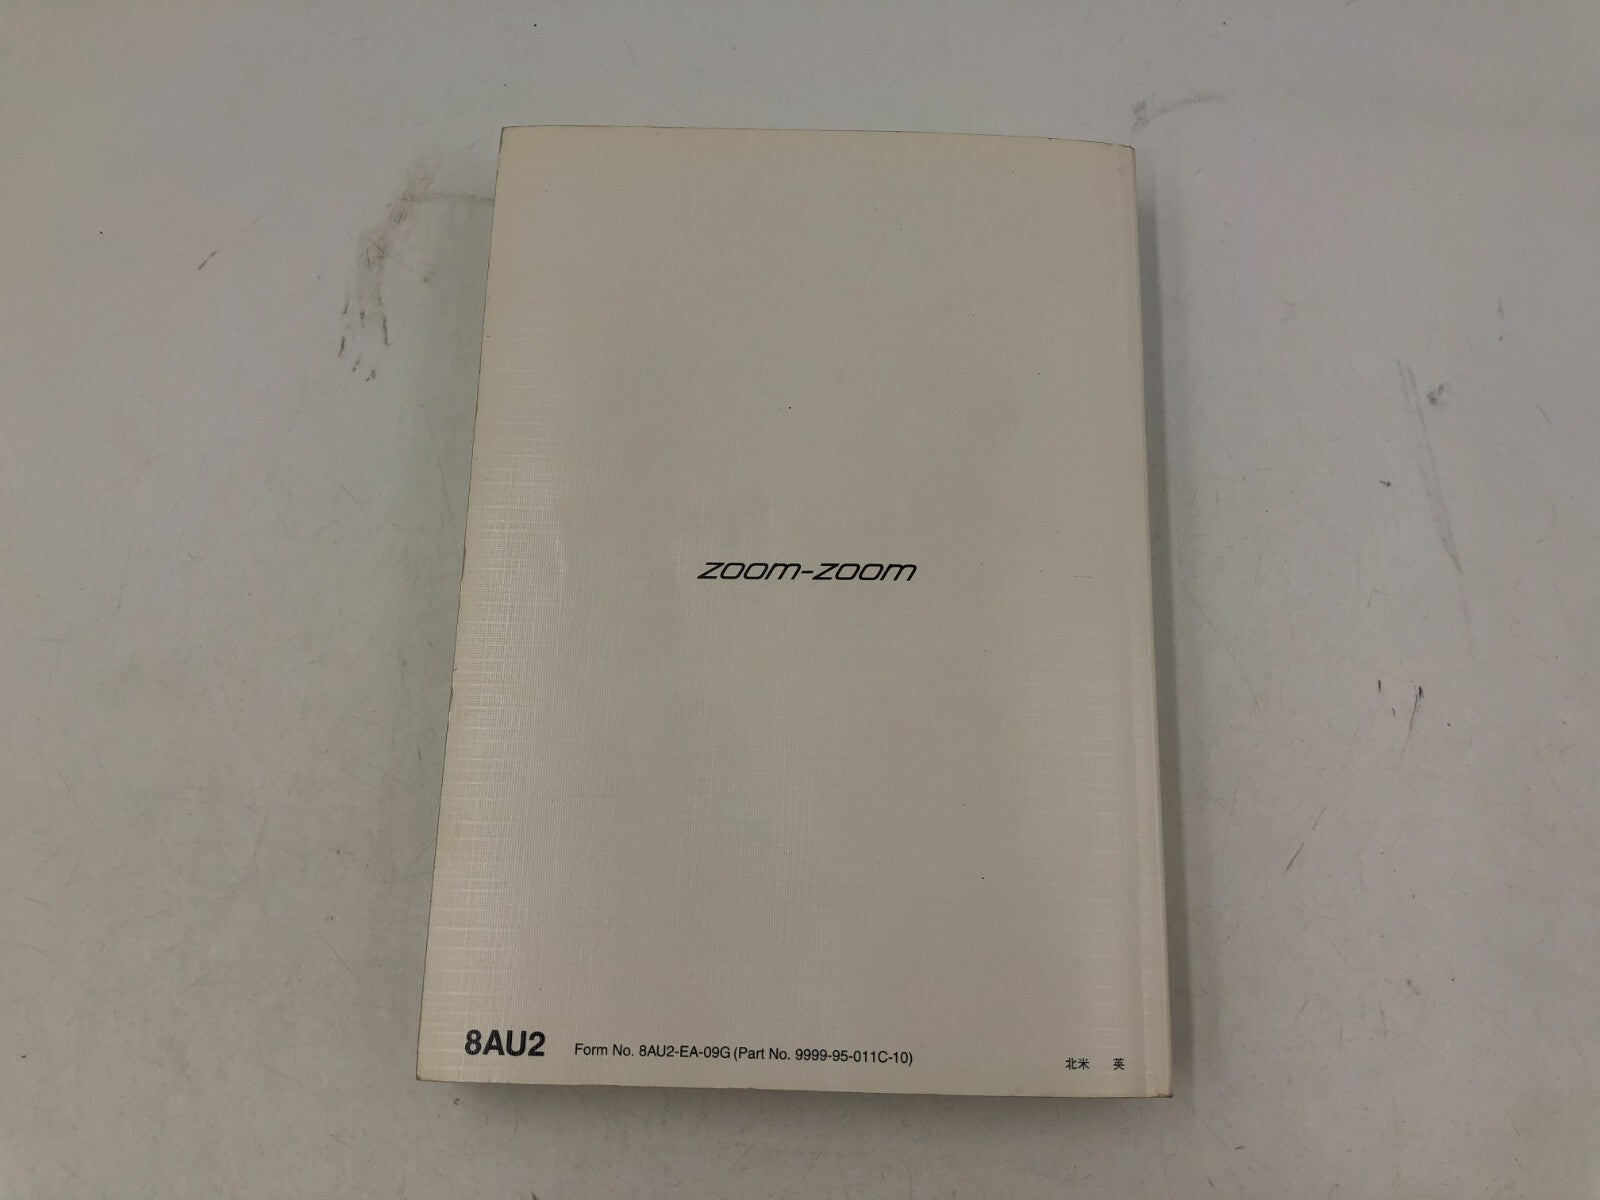 zoom-zoom
8AU2 Form No. 8AU2-EA-09G (Part No. 9999-95-011C-10) 北米 英